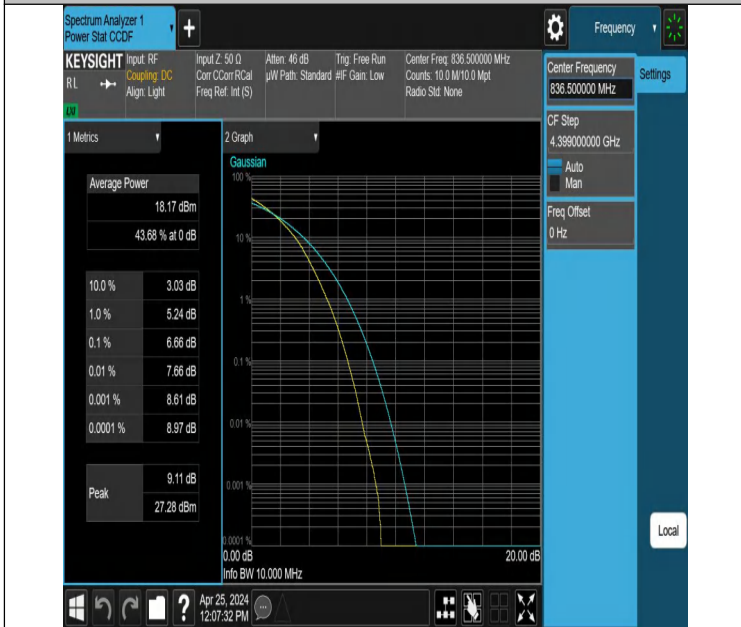 Spectrum Analyzer 1
Power Stat CCDF
+
Frequency
KEYSIGHT
RL
Input: RF
Coupling: DC
Align: Light
Input Z: 50 Ω
Corr CCorr RCal
Freq Ref: Int (S)
Atten: 46 dB
µW Path: Standard
Trig: Free Run
#IF Gain: Low
Center Freq: 836.500000 MHz
Counts: 10.0 M/10.0 Mpt
Radio Std: None
Center Frequency
836.500000 MHz
Settings
CF Step
4.399000000 GHz
Auto
Man
Freq Offset
0 Hz
1 Metrics
Average Power
18.17 dBm
43.68 % at 0 dB
10.0 % 3.03 dB
1.0 % 5.24 dB
0.1 % 6.66 dB
0.01 % 7.66 dB
0.001 % 8.61 dB
0.0001 % 8.97 dB
Peak
9.11 dB
27.28 dBm
2 Graph
Gaussian
100 %
10 %
1 %
0.1 %
0.01 %
0.001 %
0.0001 %
0.00 dB 20.00 dB
Info BW 10.000 MHz
Local
?
Apr 25, 2024
12:07:32 PM